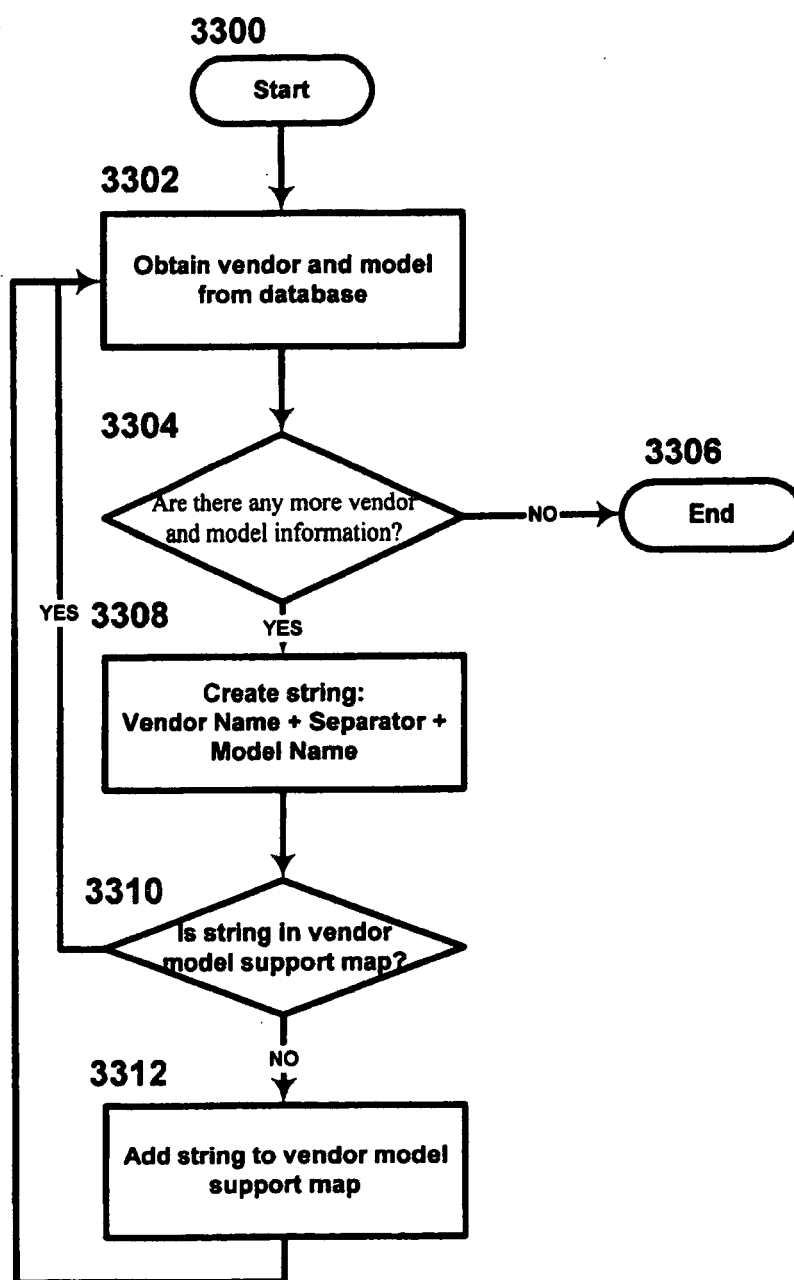 3300
Start
3302
Obtain vendor and model
from database
3304
Are there any more vendor
and model information?
NO
3306
End
YES
3308
YES
Create string:
Vendor Name + Separator +
Model Name
3310
Is string in vendor
model support map?
NO
3312
Add string to vendor model
support map